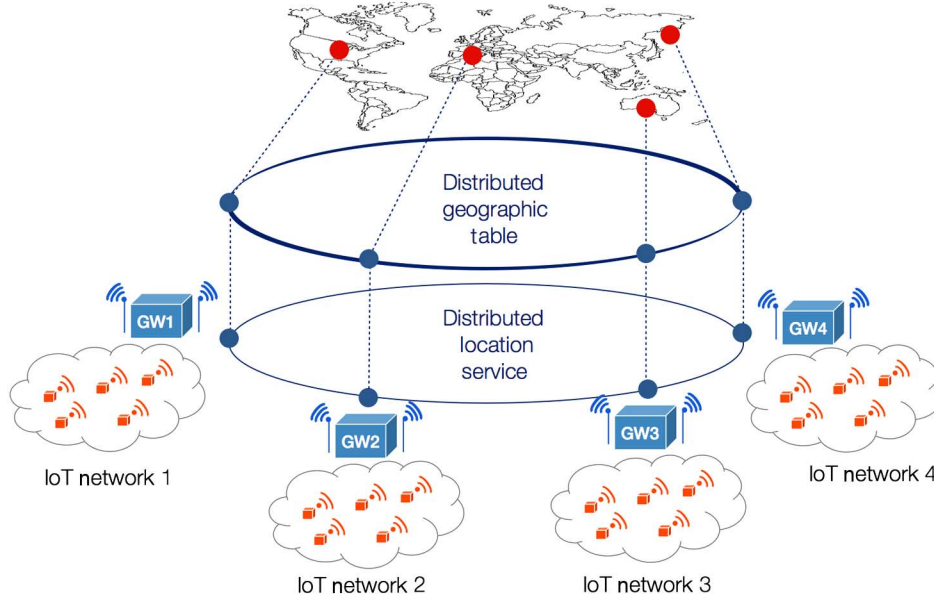 Distributed
geographic
table
Distributed
location
service
GW1
GW4
GW2
GW3
IoT network 1
IoT network 4
IoT network 2
IoT network 3